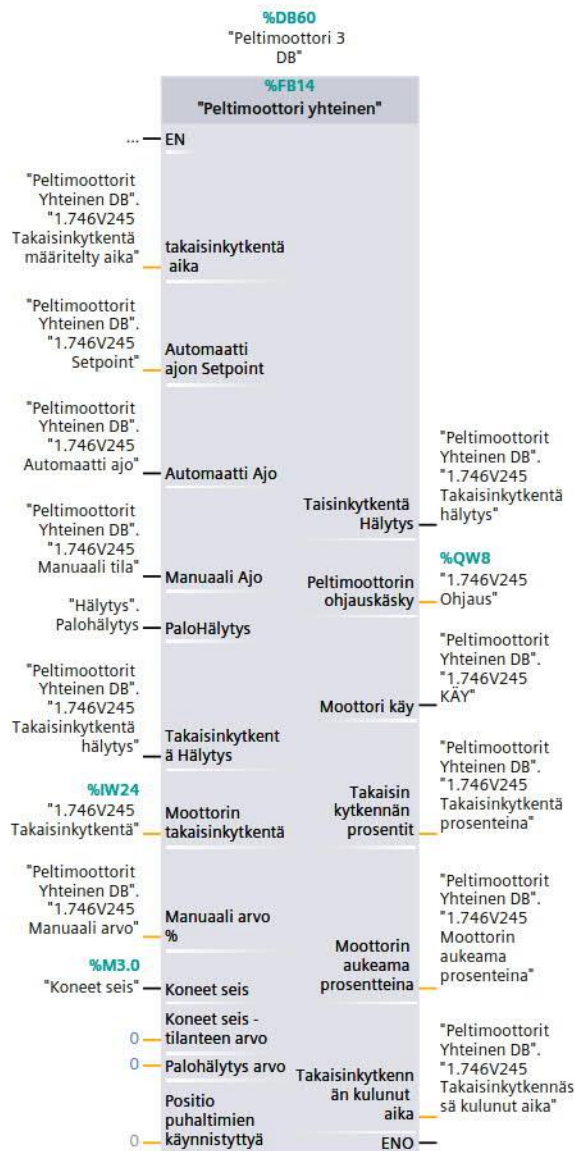 %DB60
"Peltimoottori 3
DB"
%FB14
"Peltimoottori yhteinen"
... EN
"Peltimoottorit
Yhteinen DB".
"1.746V245
Takaisinkytkentä
määritelty aika"
takaisinkytkentä
aika
"Peltimoottorit
Yhteinen DB".
"1.746V245
Setpoint"
Automaatti
ajon Setpoint
"Peltimoottorit
Yhteinen DB".
"1.746V245
Automaatti ajo"
Automaatti Ajo
"Peltimoottorit
Yhteinen DB".
"1.746V245
Manuaali tila"
Manuaali Ajo
"Hälytys".
Palohälytys
PaloHälytys
"Peltimoottorit
Yhteinen DB".
"1.746V245
Takaisinkytkentä
hälytys"
Takaisinkytkent
ä Hälytys
%IW24
"1.746V245
Takaisinkytkentä"
Moottorin
takaisinkytkentä
"Peltimoottorit
Yhteinen DB".
"1.746V245
Manuaali arvo"
Manuaali arvo
%
%M3.0
"Koneet seis"
Koneet seis
Koneet seis -
0 tilanteen arvo
0 Palohälytys arvo
Positio
puhaltimien
0 käynnistyttyä
Taisinkytkentä
Hälytys
"Peltimoottorit
Yhteinen DB".
"1.746V245
Takaisinkytkentä
hälytys"
Peltimoottorin
ohjauskäsky
%QW8
"1.746V245
Ohjaus"
Moottori käy
"Peltimoottorit
Yhteinen DB".
"1.746V245
KÄY"
Takaisin
kytkennän
prosentit
"Peltimoottorit
Yhteinen DB".
"1.746V245
Takaisinkytkentä
prosenteina"
Moottorin
aukeama
prosentteina
"Peltimoottorit
Yhteinen DB".
"1.746V245
Moottorin
aukeama
prosenteina"
Takaisinkytkenn
än kulunut
aika
"Peltimoottorit
Yhteinen DB".
"1.746V245
Takaisinkytkennäs
sä kulunut aika"
ENO